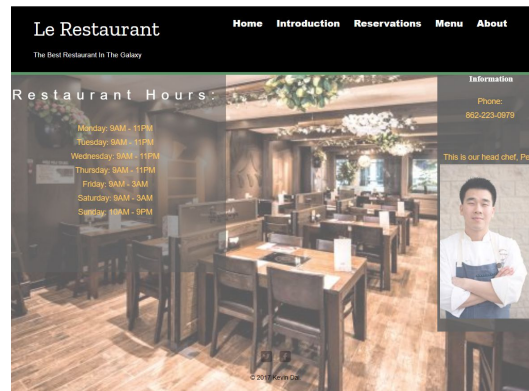 Le Restaurant
Home Introduction Reservations Menu About
The Best Restaurant In The Galaxy
Restaurant Hours:
Monday: 9AM - 11PM
Tuesday: 9AM - 11PM
Wednesday: 9AM - 11PM
Thursday: 9AM - 11PM
Friday: 9AM - 3AM
Saturday: 9AM - 3AM
Sunday: 10AM - 9PM
Information
Phone:
862-223-0979
This is our head chef, Pe
© 2017 Kevin